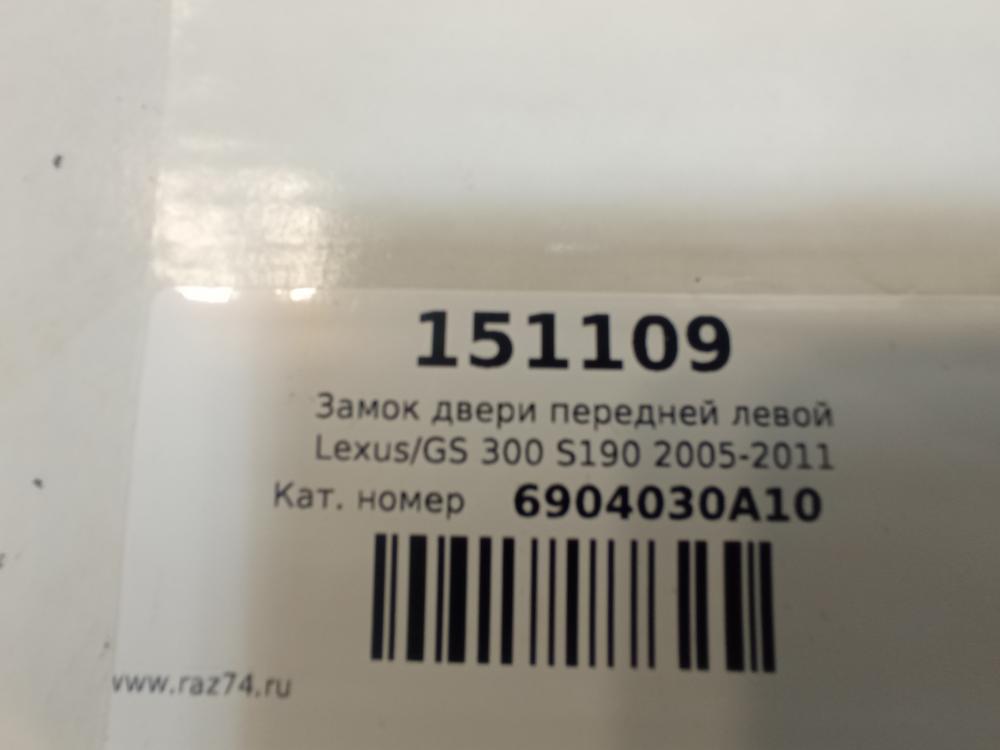 151109
Замок двери передней левой
Lexus/GS 300 S190 2005-2011
Кат. номер 6904030A10
www.raz74.ru